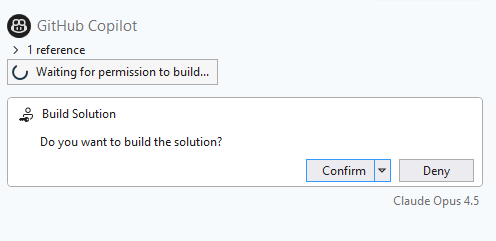 GitHub Copilot
1 reference
Waiting for permission to build...
Build Solution
Do you want to build the solution?
Confirm Deny
Claude Opus 4.5